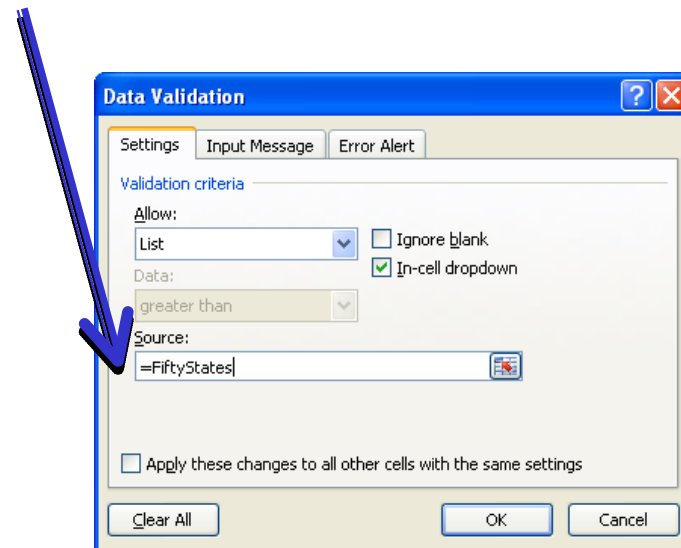 Data Validation
Settings Input Message Error Alert
Validation criteria
Allow:
List
Ignore blank
Data:
In-cell dropdown
greater than
Source:
=FiftyStates
Apply these changes to all other cells with the same settings
Clear All OK Cancel